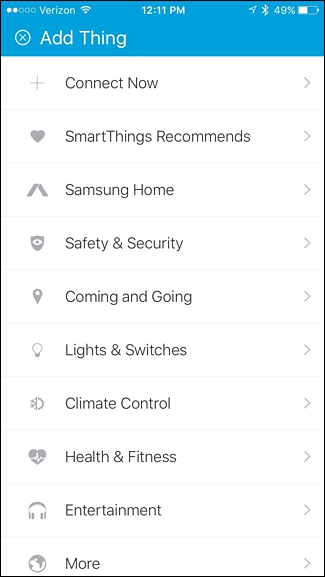 Verizon 12:11 PM 49%
Add Thing
Connect Now
SmartThings Recommends
Samsung Home
Safety & Security
Coming and Going
Lights & Switches
Climate Control
Health & Fitness
Entertainment
More